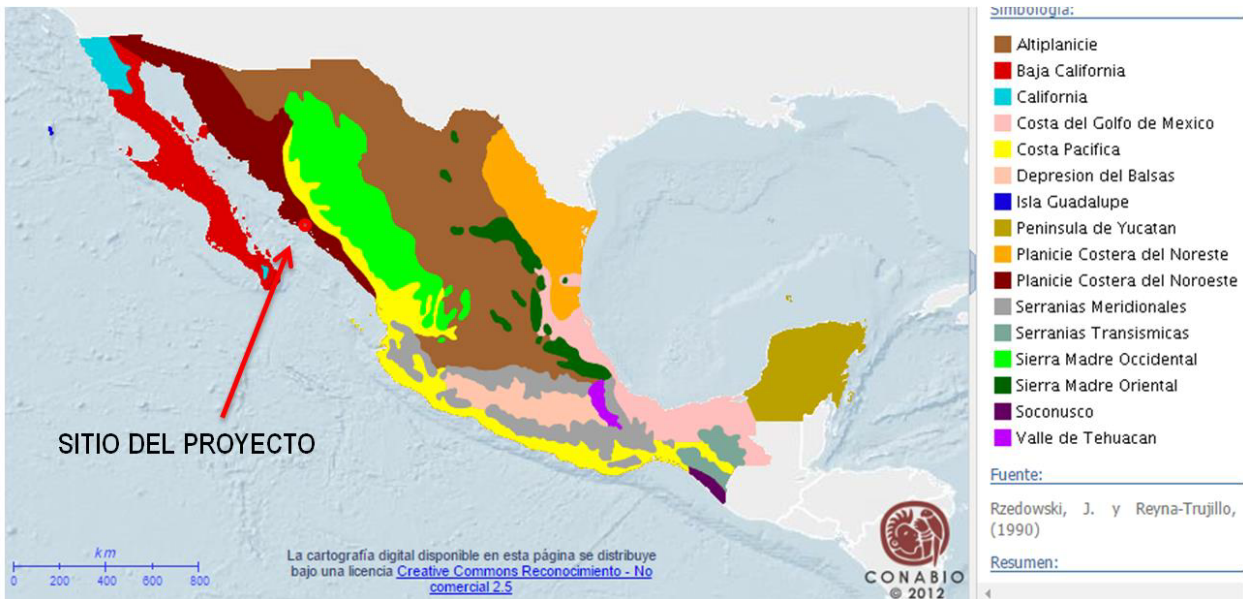 Simbología:
Altiplanicie
Baja California
California
Costa del Golfo de Mexico
Costa Pacifica
Depresion del Balsas
Isla Guadalupe
Peninsula de Yucatan
Planicie Costera del Noreste
Planicie Costera del Noroeste
Serranias Meridionales
Serranias Transismicas
Sierra Madre Occidental
Sierra Madre Oriental
Soconusco
Valle de Tehuacan
Fuente:
Rzedowski, J. y Reyna-Trujillo,
(1990)
Resumen:
SITIO DEL PROYECTO
km
0 200 400 600 800
La cartografía digital disponible en esta página se distribuye
bajo una licencia Creative Commons Reconocimiento - No
comercial 2.5
CONABIO
© 2012